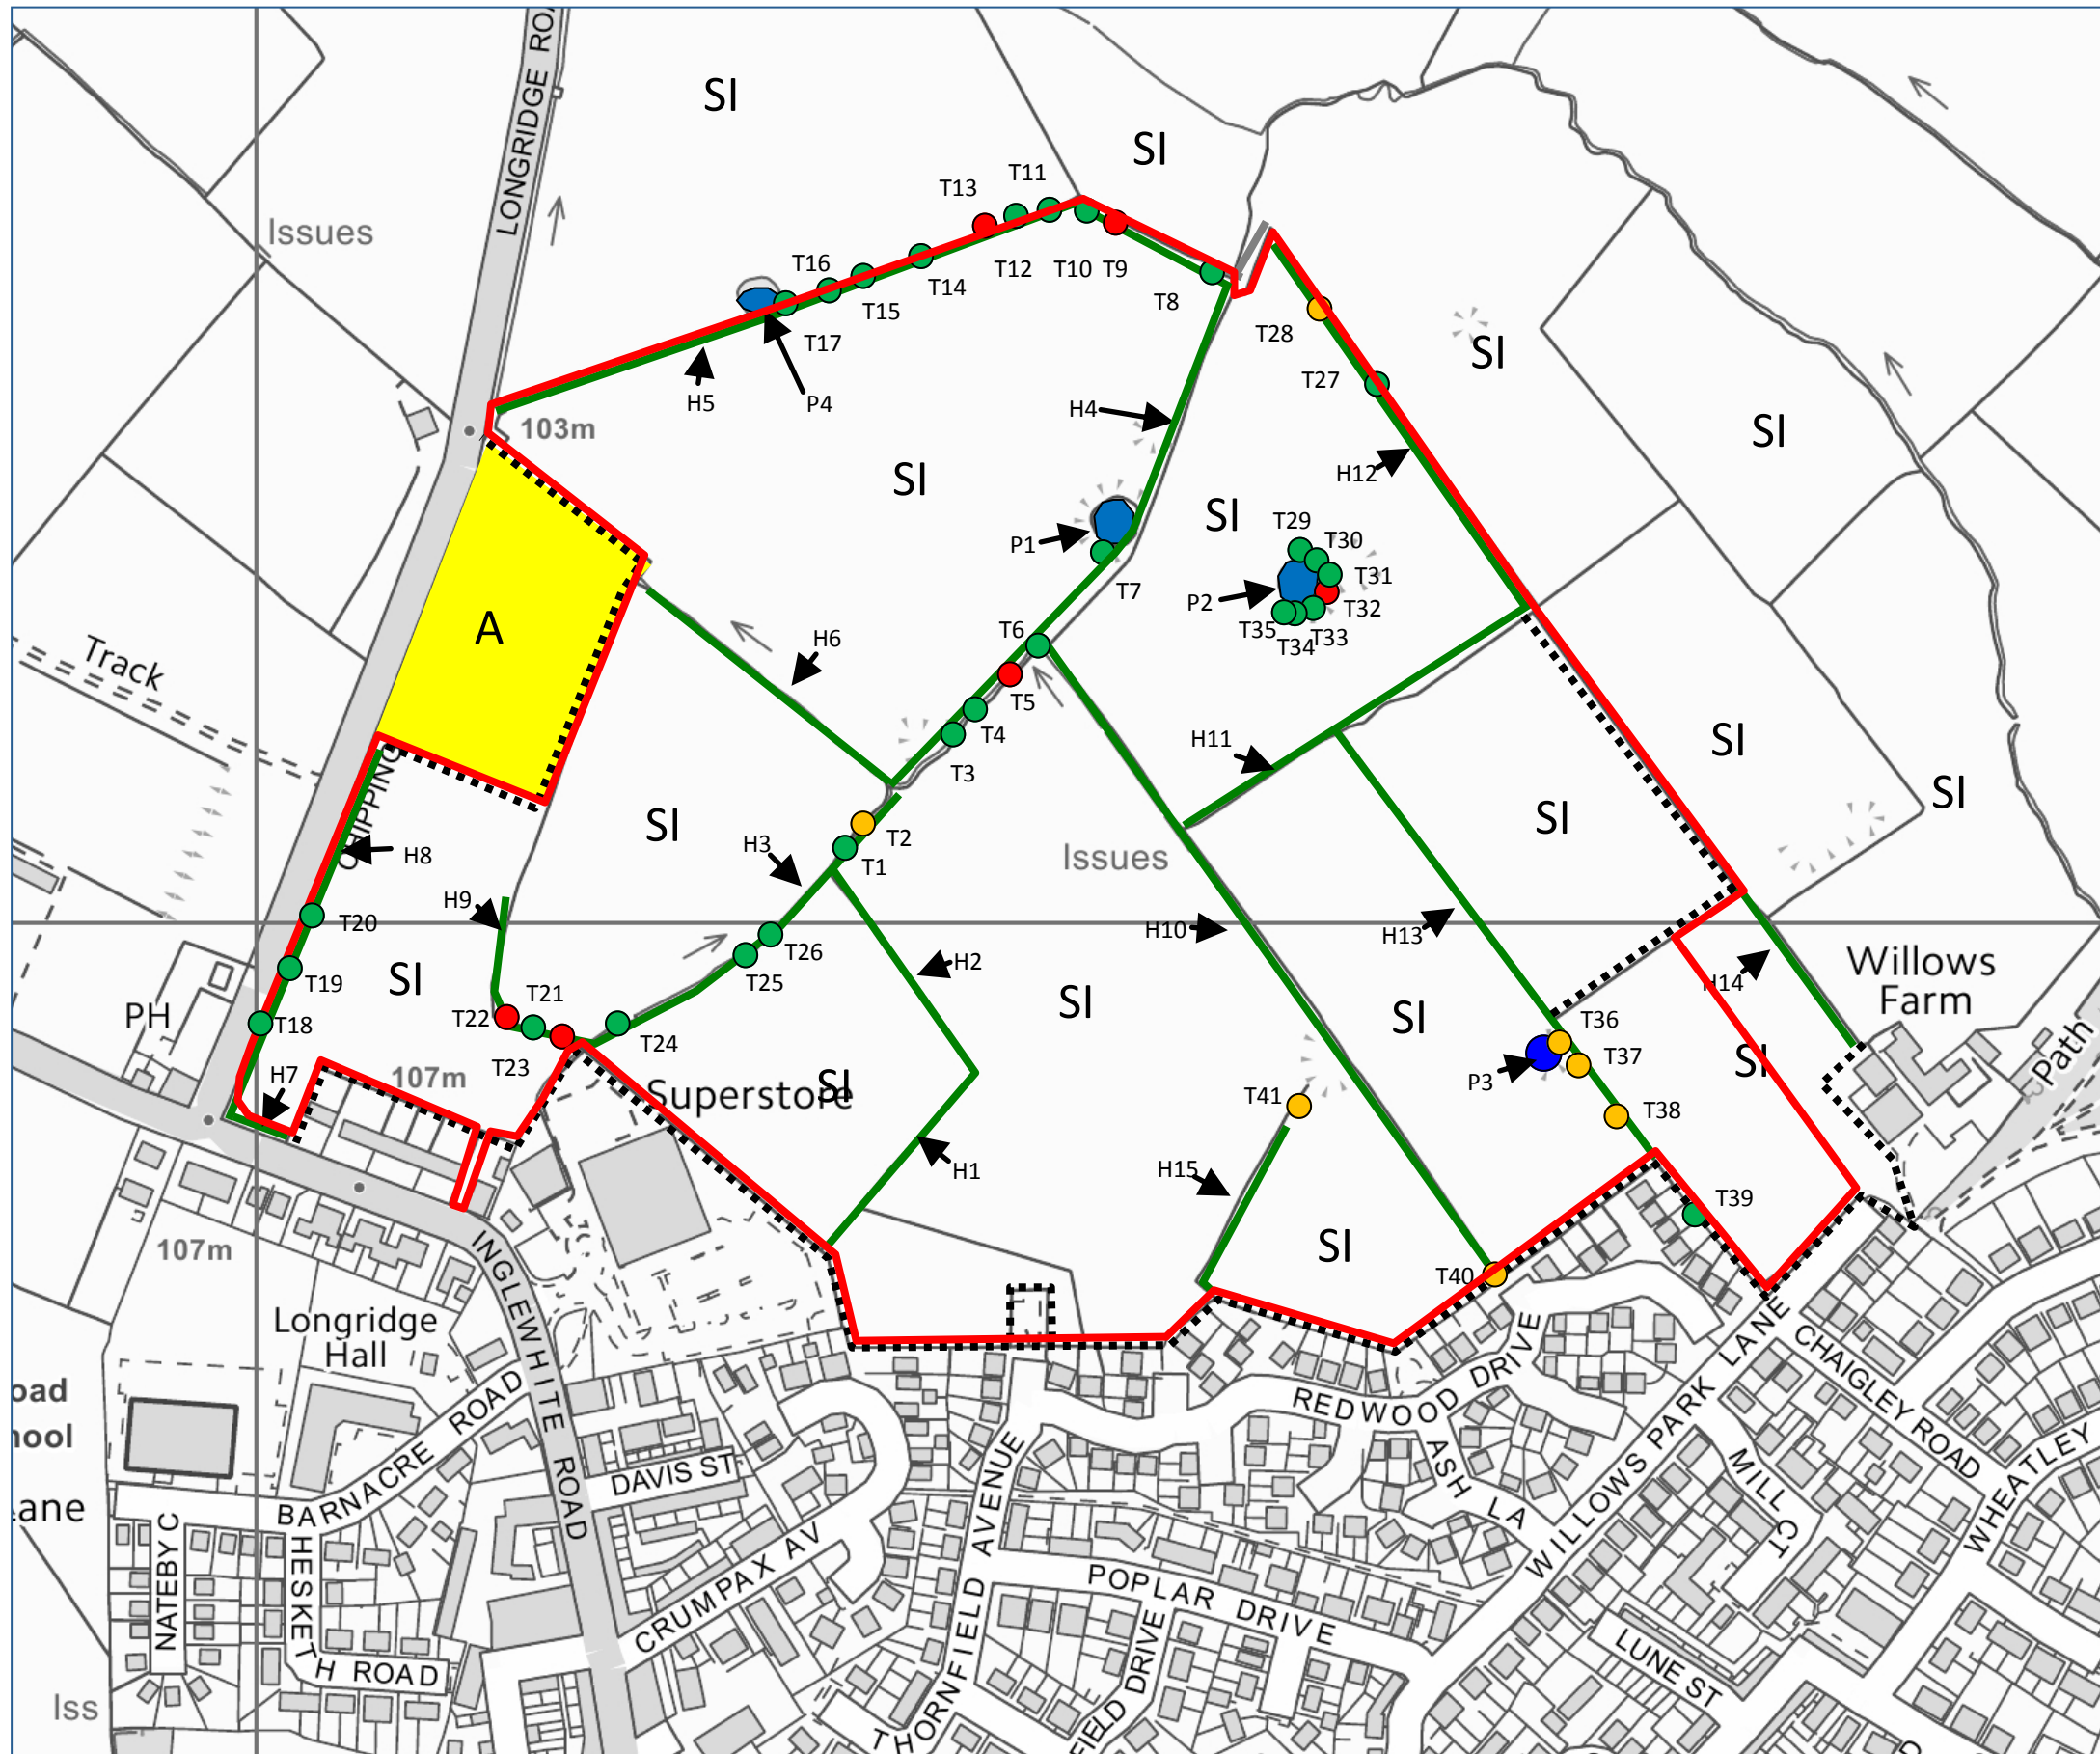 LONGRIDGE RO
SI
SI
T11
T13
Issues
T16
T12
T10
T9
T14
T15
T8
T17
T28
SI
T27
H5
P4
H4
103m
SI
SI
H12
SI
T29
T30
P1
T31
T7
P2
T32
A
T6
T35
T33
T34
H6
Track
T5
T4
H11
SI
T3
CHIPPING
SI
SI
SI
H3
T2
Issues
H8
T1
H9
T20
H10
H13
T26
Willows
Farm
H2
T19
SI
T25
H14
SI
PH
T21
T22
SI
T36
T18
T24
T37
SI
Path
T23
H7
107m
P3
Superstore
SI
T41
T38
H1
H15
T39
107m
SI
T40
INGLEWHITE ROAD
Longridge
Hall
WILLOWS PARK LANE
CHAIGLEY ROAD
oad
hool
REDWOOD DRIVE
BARNACRE ROAD
ASH LA
MILL CT
WHEATLEY
DAVIS ST
THORNFIELD AVENUE
Lane
NATEBY C
HESKETH ROAD
CRUMPAX AV
POPLAR DRIVE
LUNE ST
FIELD DRIVE
Iss
D